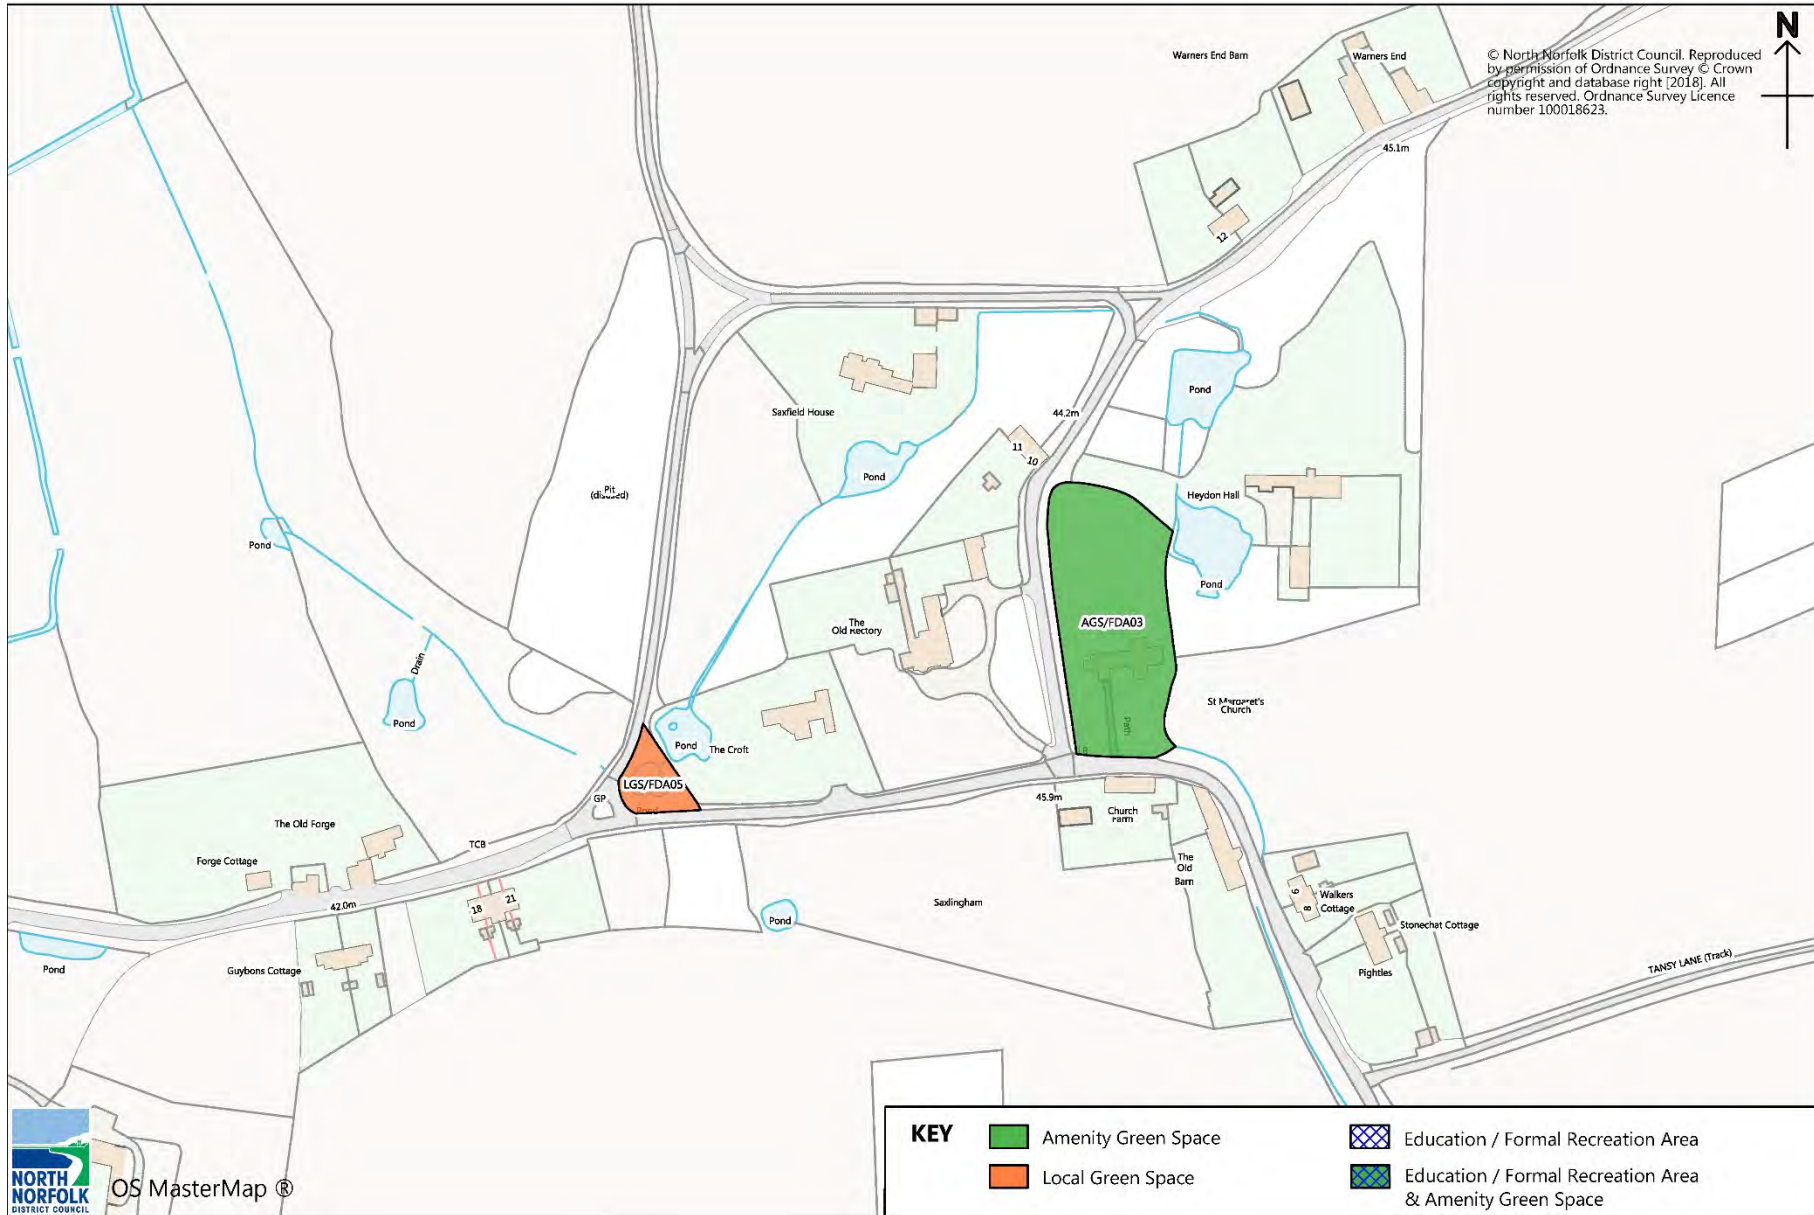 N
© North Norfolk District Council. Reproduced
by permission of Ordnance Survey © Crown
copyright and database right [2018]. All
rights reserved. Ordnance Survey Licence
number 100018623.
Warners End Barn
Warners End
45.1m
12
Pond
Saxfield House
44.2m
11
10
Pond
Pit
(disused)
Heydon Hall
Pond
Pond
AGS/FDA03
The
Old Rectory
Drain
Pond
St Margaret's
Church
Path
Pond
The Croft
LGS/FDA05
Pond
GP
45.9m
Church
Farm
The Old Forge
TCB
Forge Cottage
The
Old
Barn
18
21
42.0m
Saxlingham
Pond
6
8
Walkers
Cottage
Stonechat Cottage
Pond
Guybons Cottage
Pightles
TANSY LANE (Track)
NORTH
NORFOLK
DISTRICT COUNCIL
OS MasterMap ®
KEY
Amenity Green Space
Local Green Space
Education / Formal Recreation Area
Education / Formal Recreation Area
& Amenity Green Space